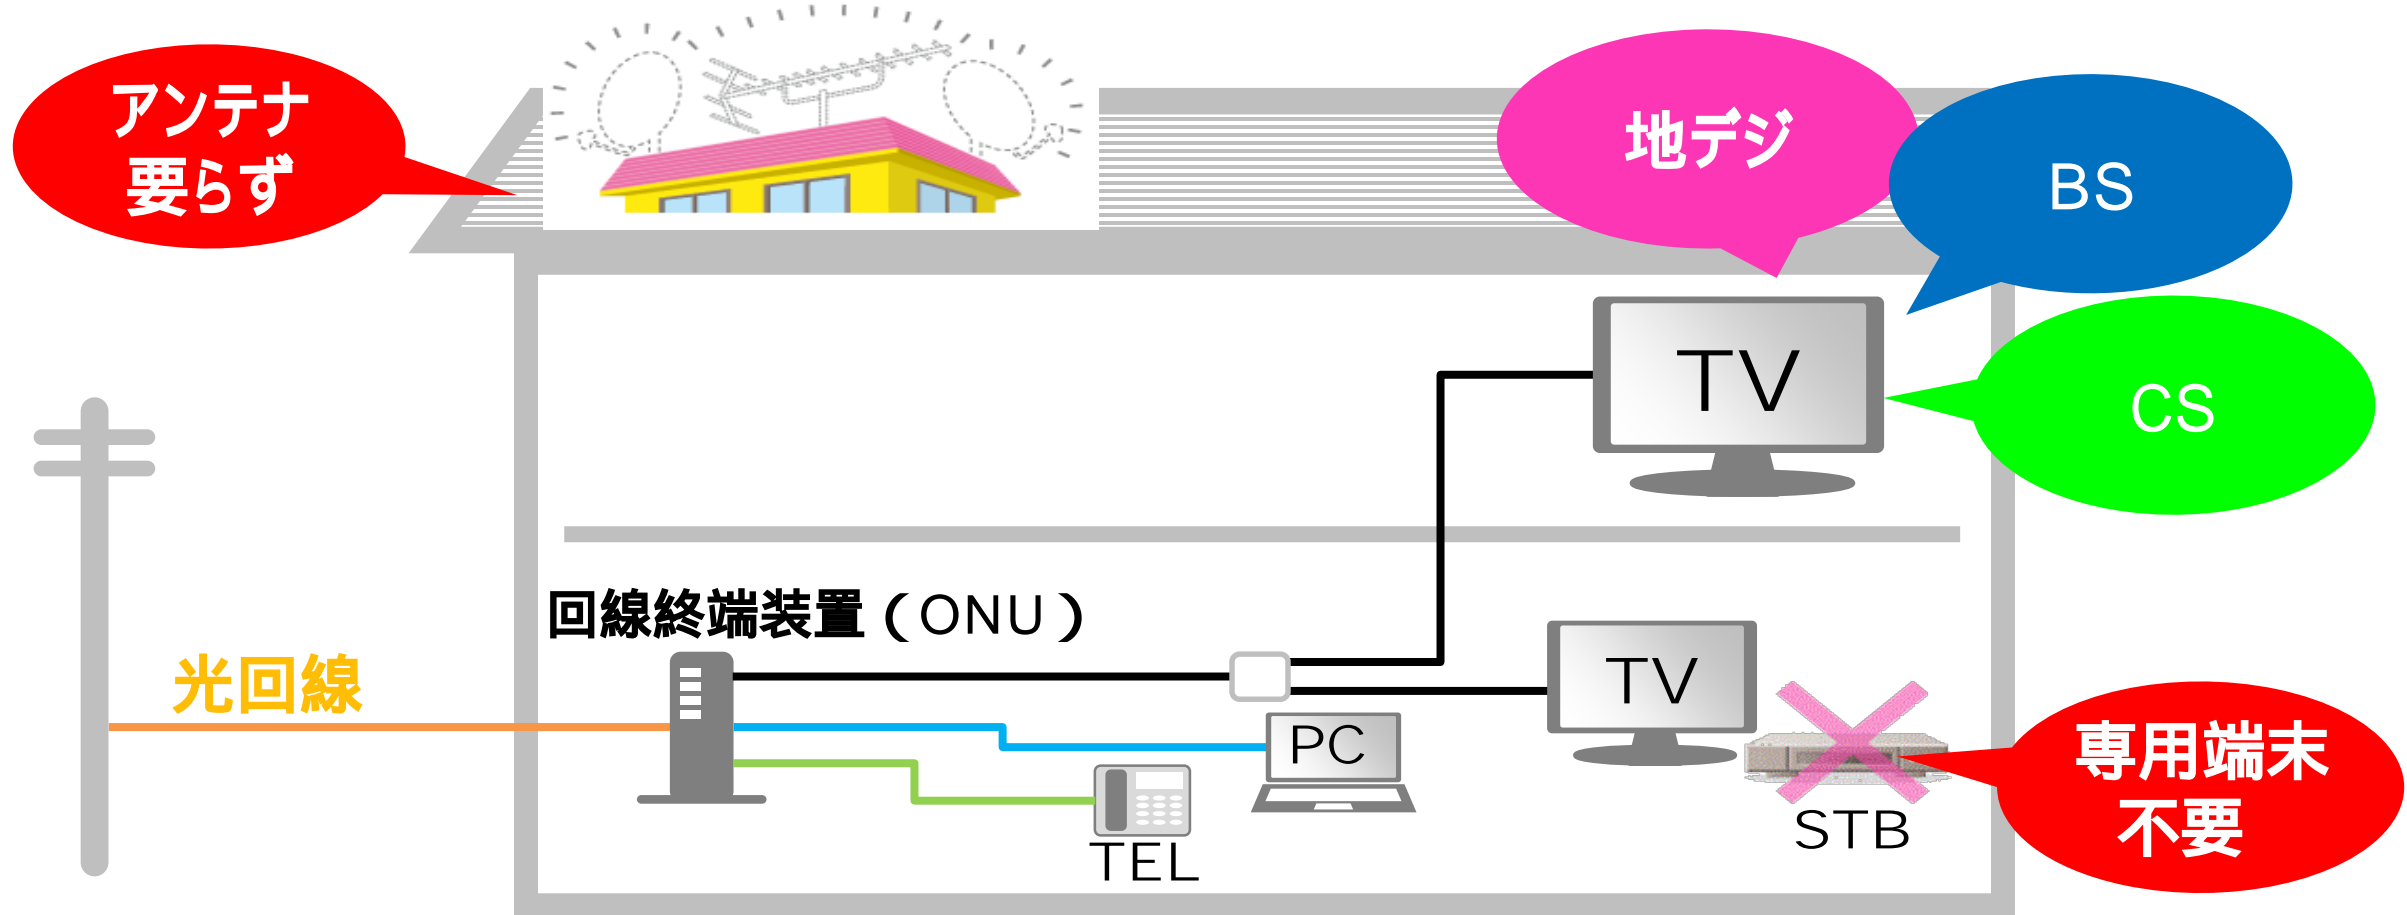 アンテナ
要らず
地デジ
BS
CS
TV
回線終端装置（ONU）
光回線
TV
PC
TEL
STB
専用端末
不要